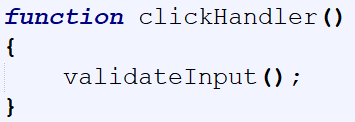 function clickHandler()
{
    validateInput();
}